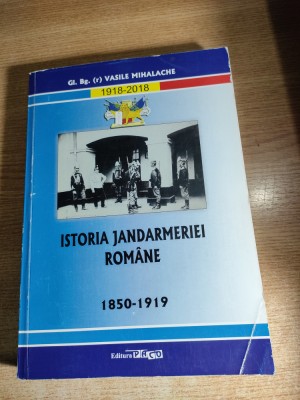 Gl. Bg. (r) VASILE MIHALACHE
1918-2018
ISTORIA JANDARMERIEI
ROMÂNE
1850-1919
Editura PACO